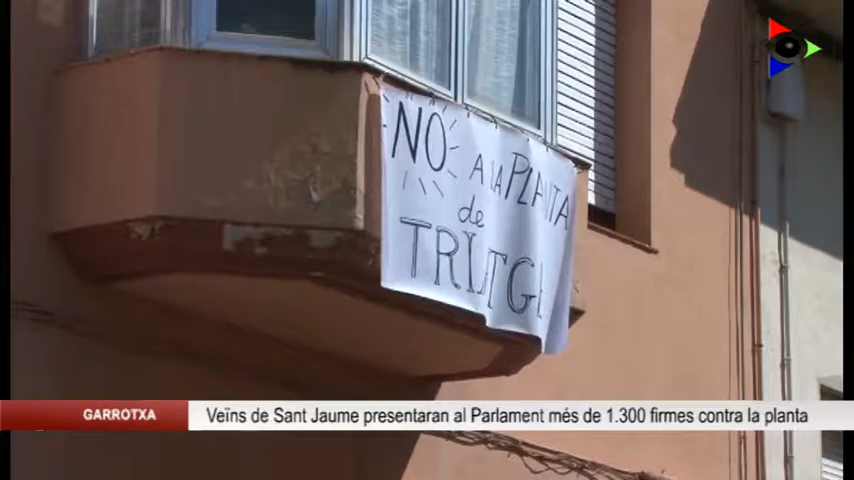 NO A LA PLANTA
de
TRIATGE
GARROTXA
Veïns de Sant Jaume presentaran al Parlament més de 1.300 firmes contra la planta